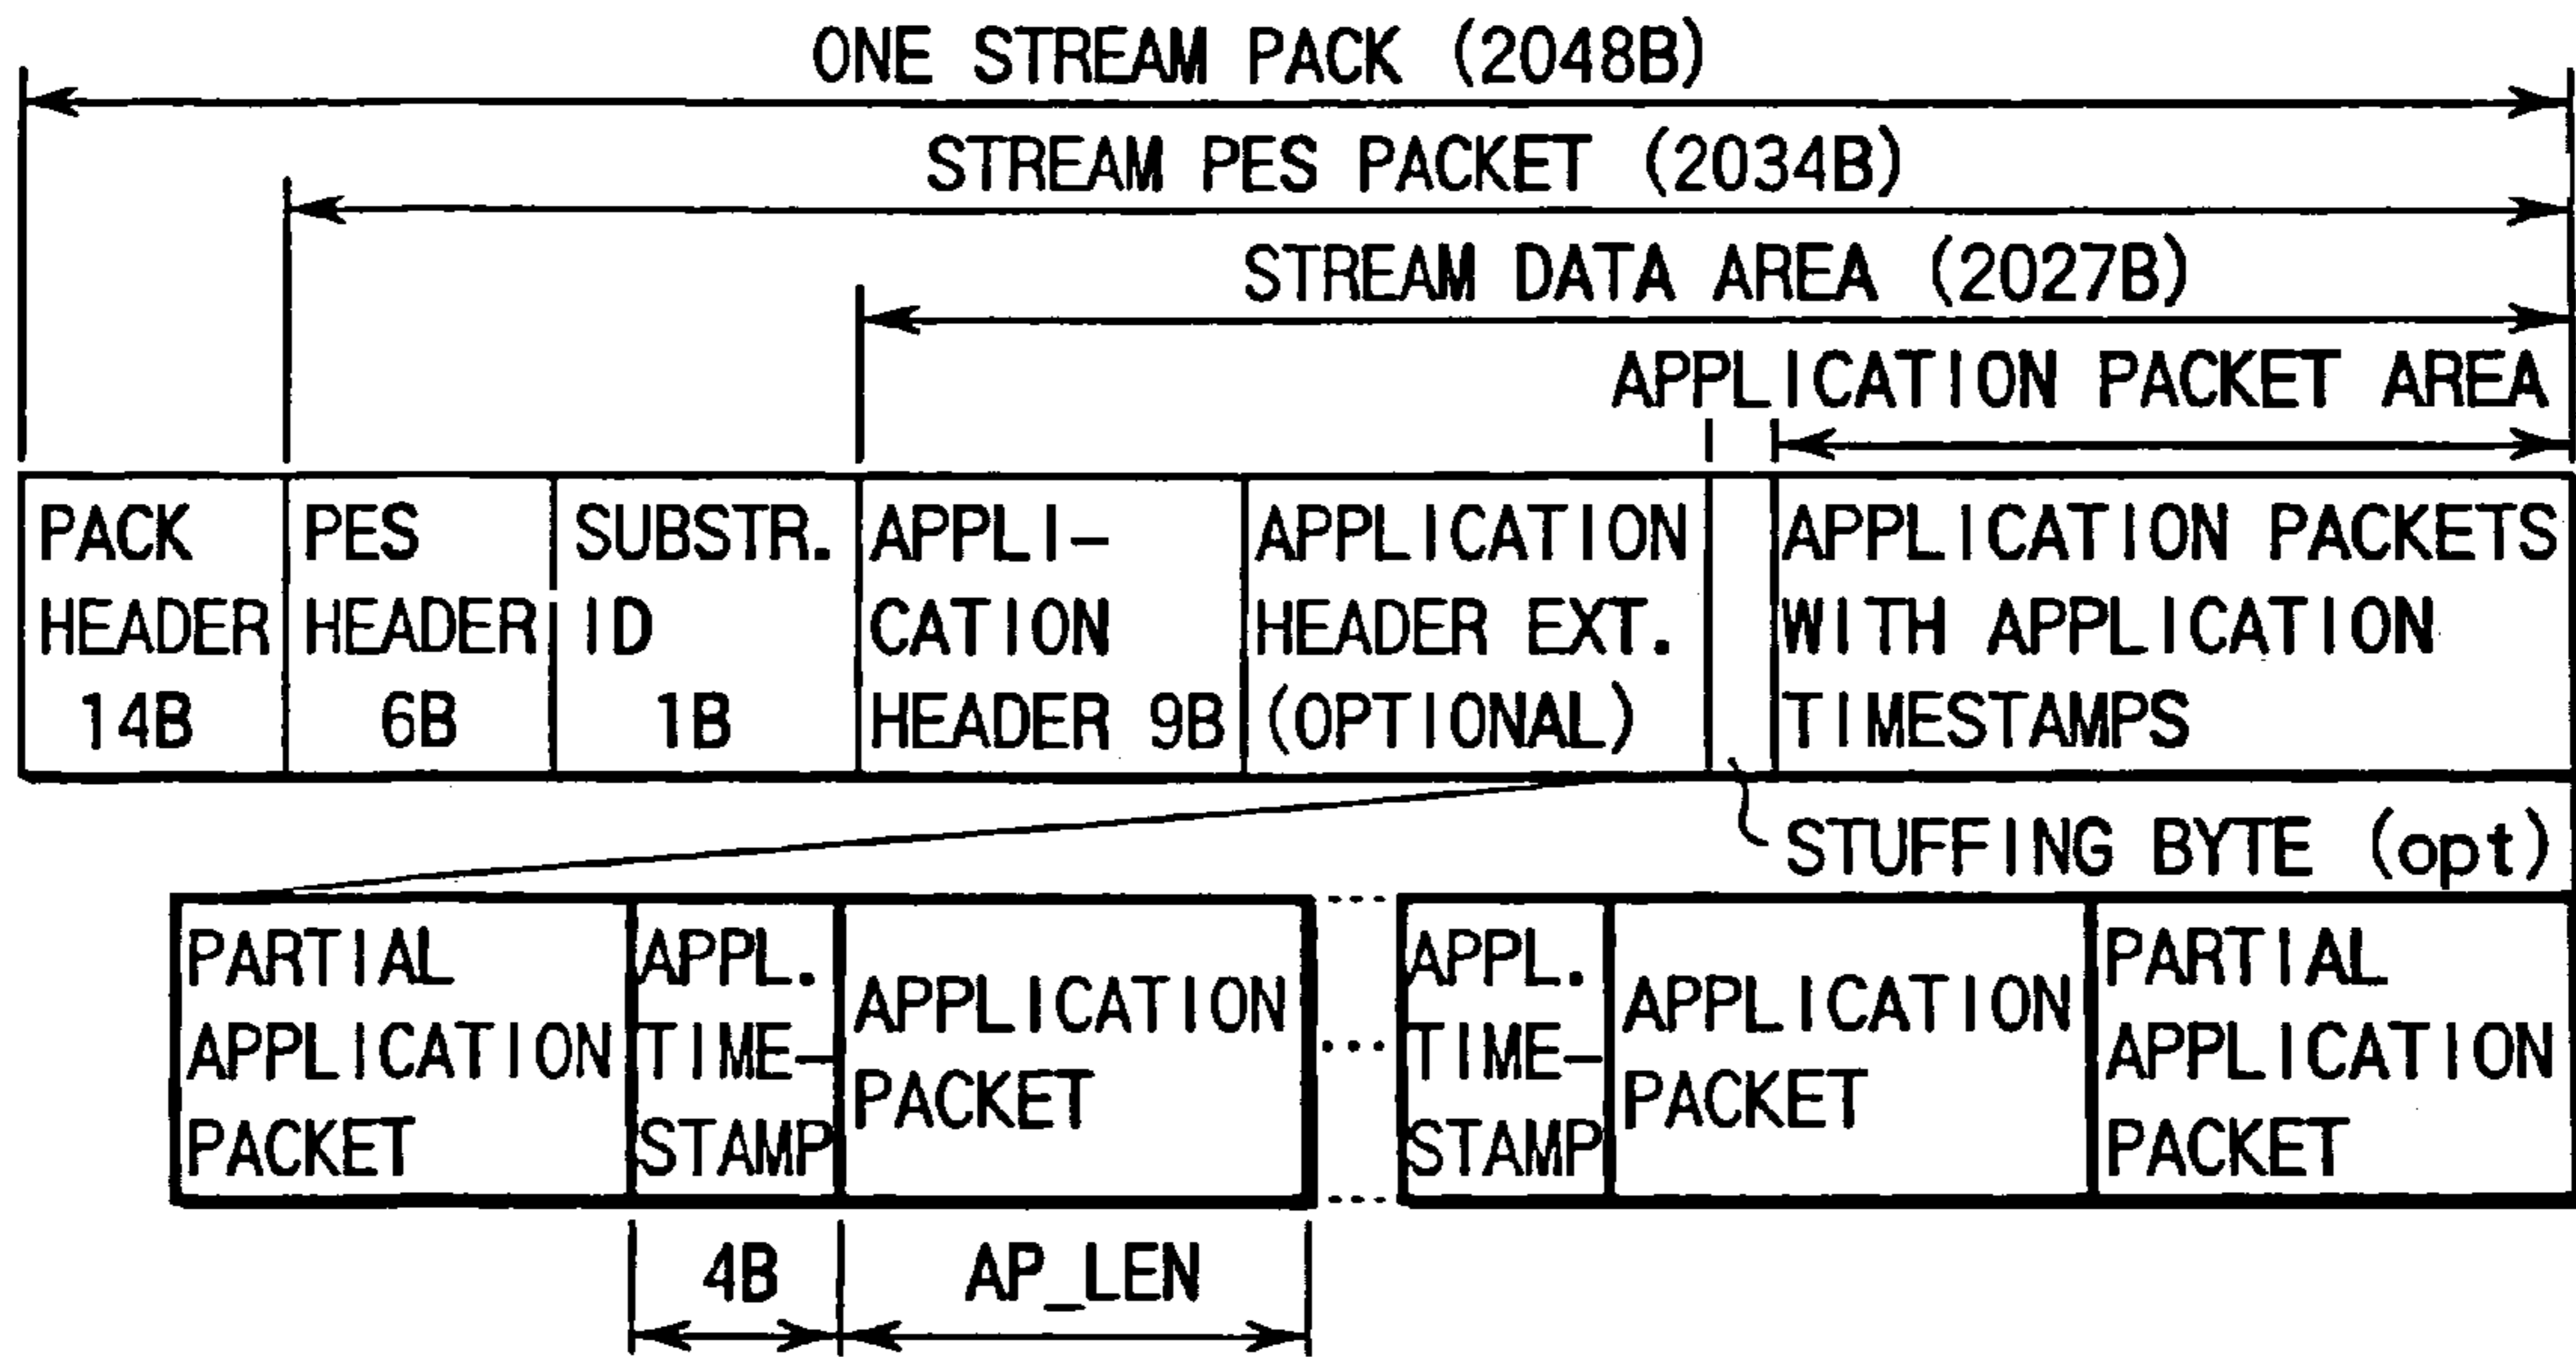 ONE STREAM PACK (2048B)
STREAM PES PACKET (2034B)
STREAM DATA AREA (2027B)
APPLICATION PACKET AREA
PACK
HEADER
14B
PES
HEADER
6B
SUBSTR.
ID
1B
APPLI-
CATION
HEADER 9B
APPLICATION
HEADER EXT.
(OPTIONAL)
APPLICATION PACKETS
WITH APPLICATION
TIMESTAMPS
STUFFING BYTE (opt)
PARTIAL
APPLICATION
PACKET
APPL.
TIME-
STAMP
APPLICATION
PACKET
...
APPL.
TIME-
STAMP
APPLICATION
PACKET
PARTIAL
APPLICATION
PACKET
4B
AP_LEN